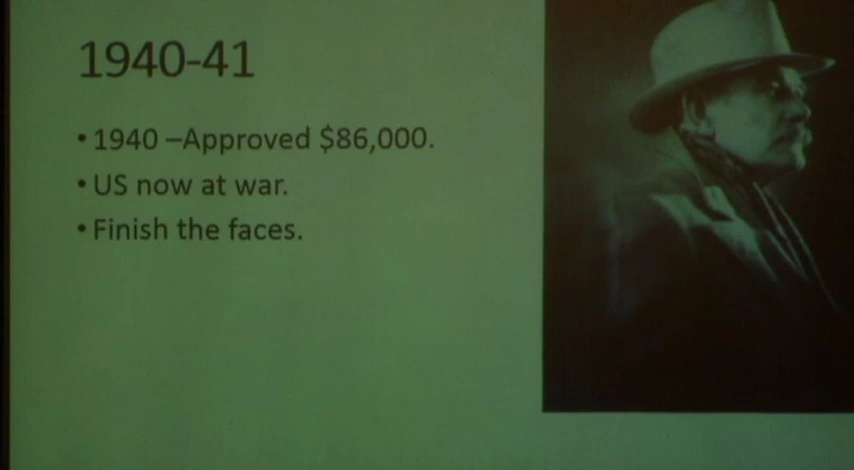 1940-41
• 1940 –Approved $86,000.
• US now at war.
• Finish the faces.